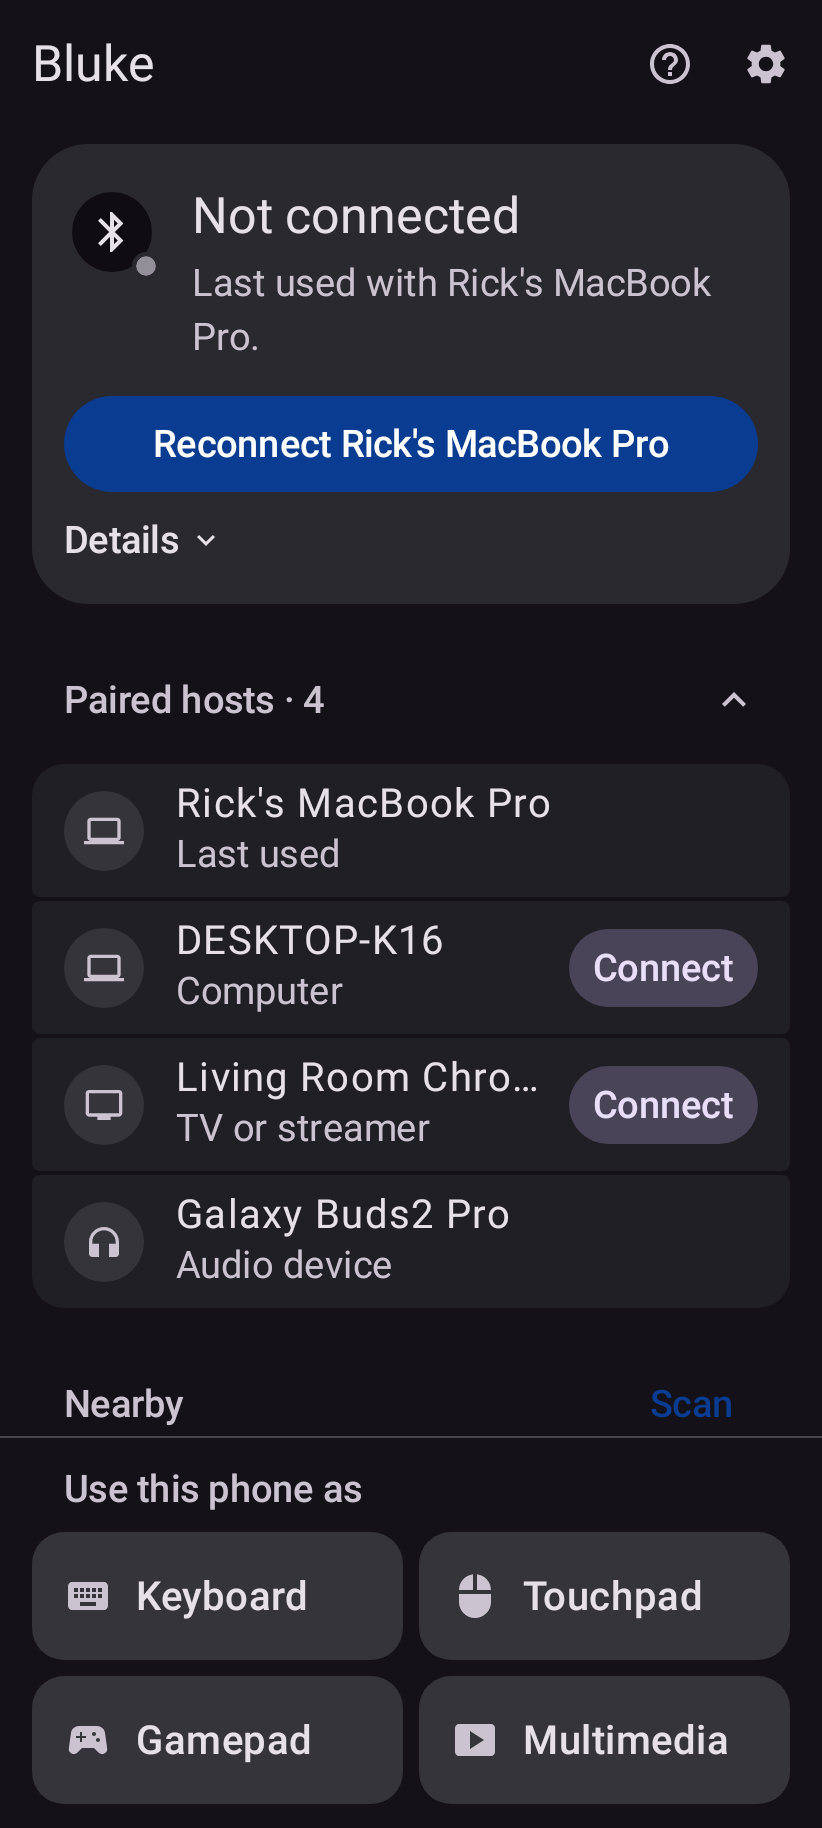 Bluke
Not connected
Last used with Rick's MacBook
Pro.
Reconnect Rick's MacBook Pro
Details
Paired hosts · 4
Rick's MacBook Pro
Last used
DESKTOP-K16
Computer
Connect
Living Room Chro…
TV or streamer
Connect
Galaxy Buds2 Pro
Audio device
Nearby
Scan
Use this phone as
Keyboard
Touchpad
Gamepad
Multimedia